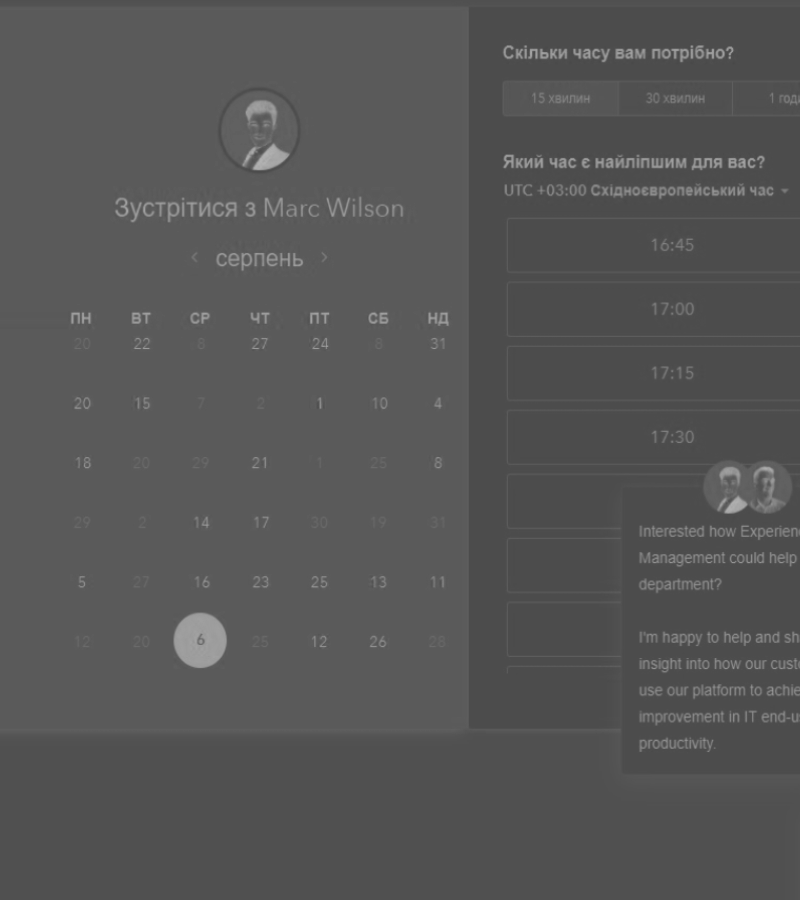 Зустрітися з Marc Wilson
< серпень >
ПН ВТ СР ЧТ ПТ СБ НД
20 22 8 27 24 8 31
20 15 7 2 1 10 4
18 20 29 21 1 25 8
29 2 14 17 30 19 31
5 27 16 23 25 13 11
12 20 6 25 12 26 28
Скільки часу вам потрібно?
15 хвилин 30 хвилин 1 годи
Який час є найліпшим для вас?
UTC +03:00 Східноєвропейський час
16:45
17:00
17:15
17:30
Interested how Experien
Management could help
department?
I'm happy to help and sh
insight into how our custo
use our platform to achie
improvement in IT end-us
productivity.